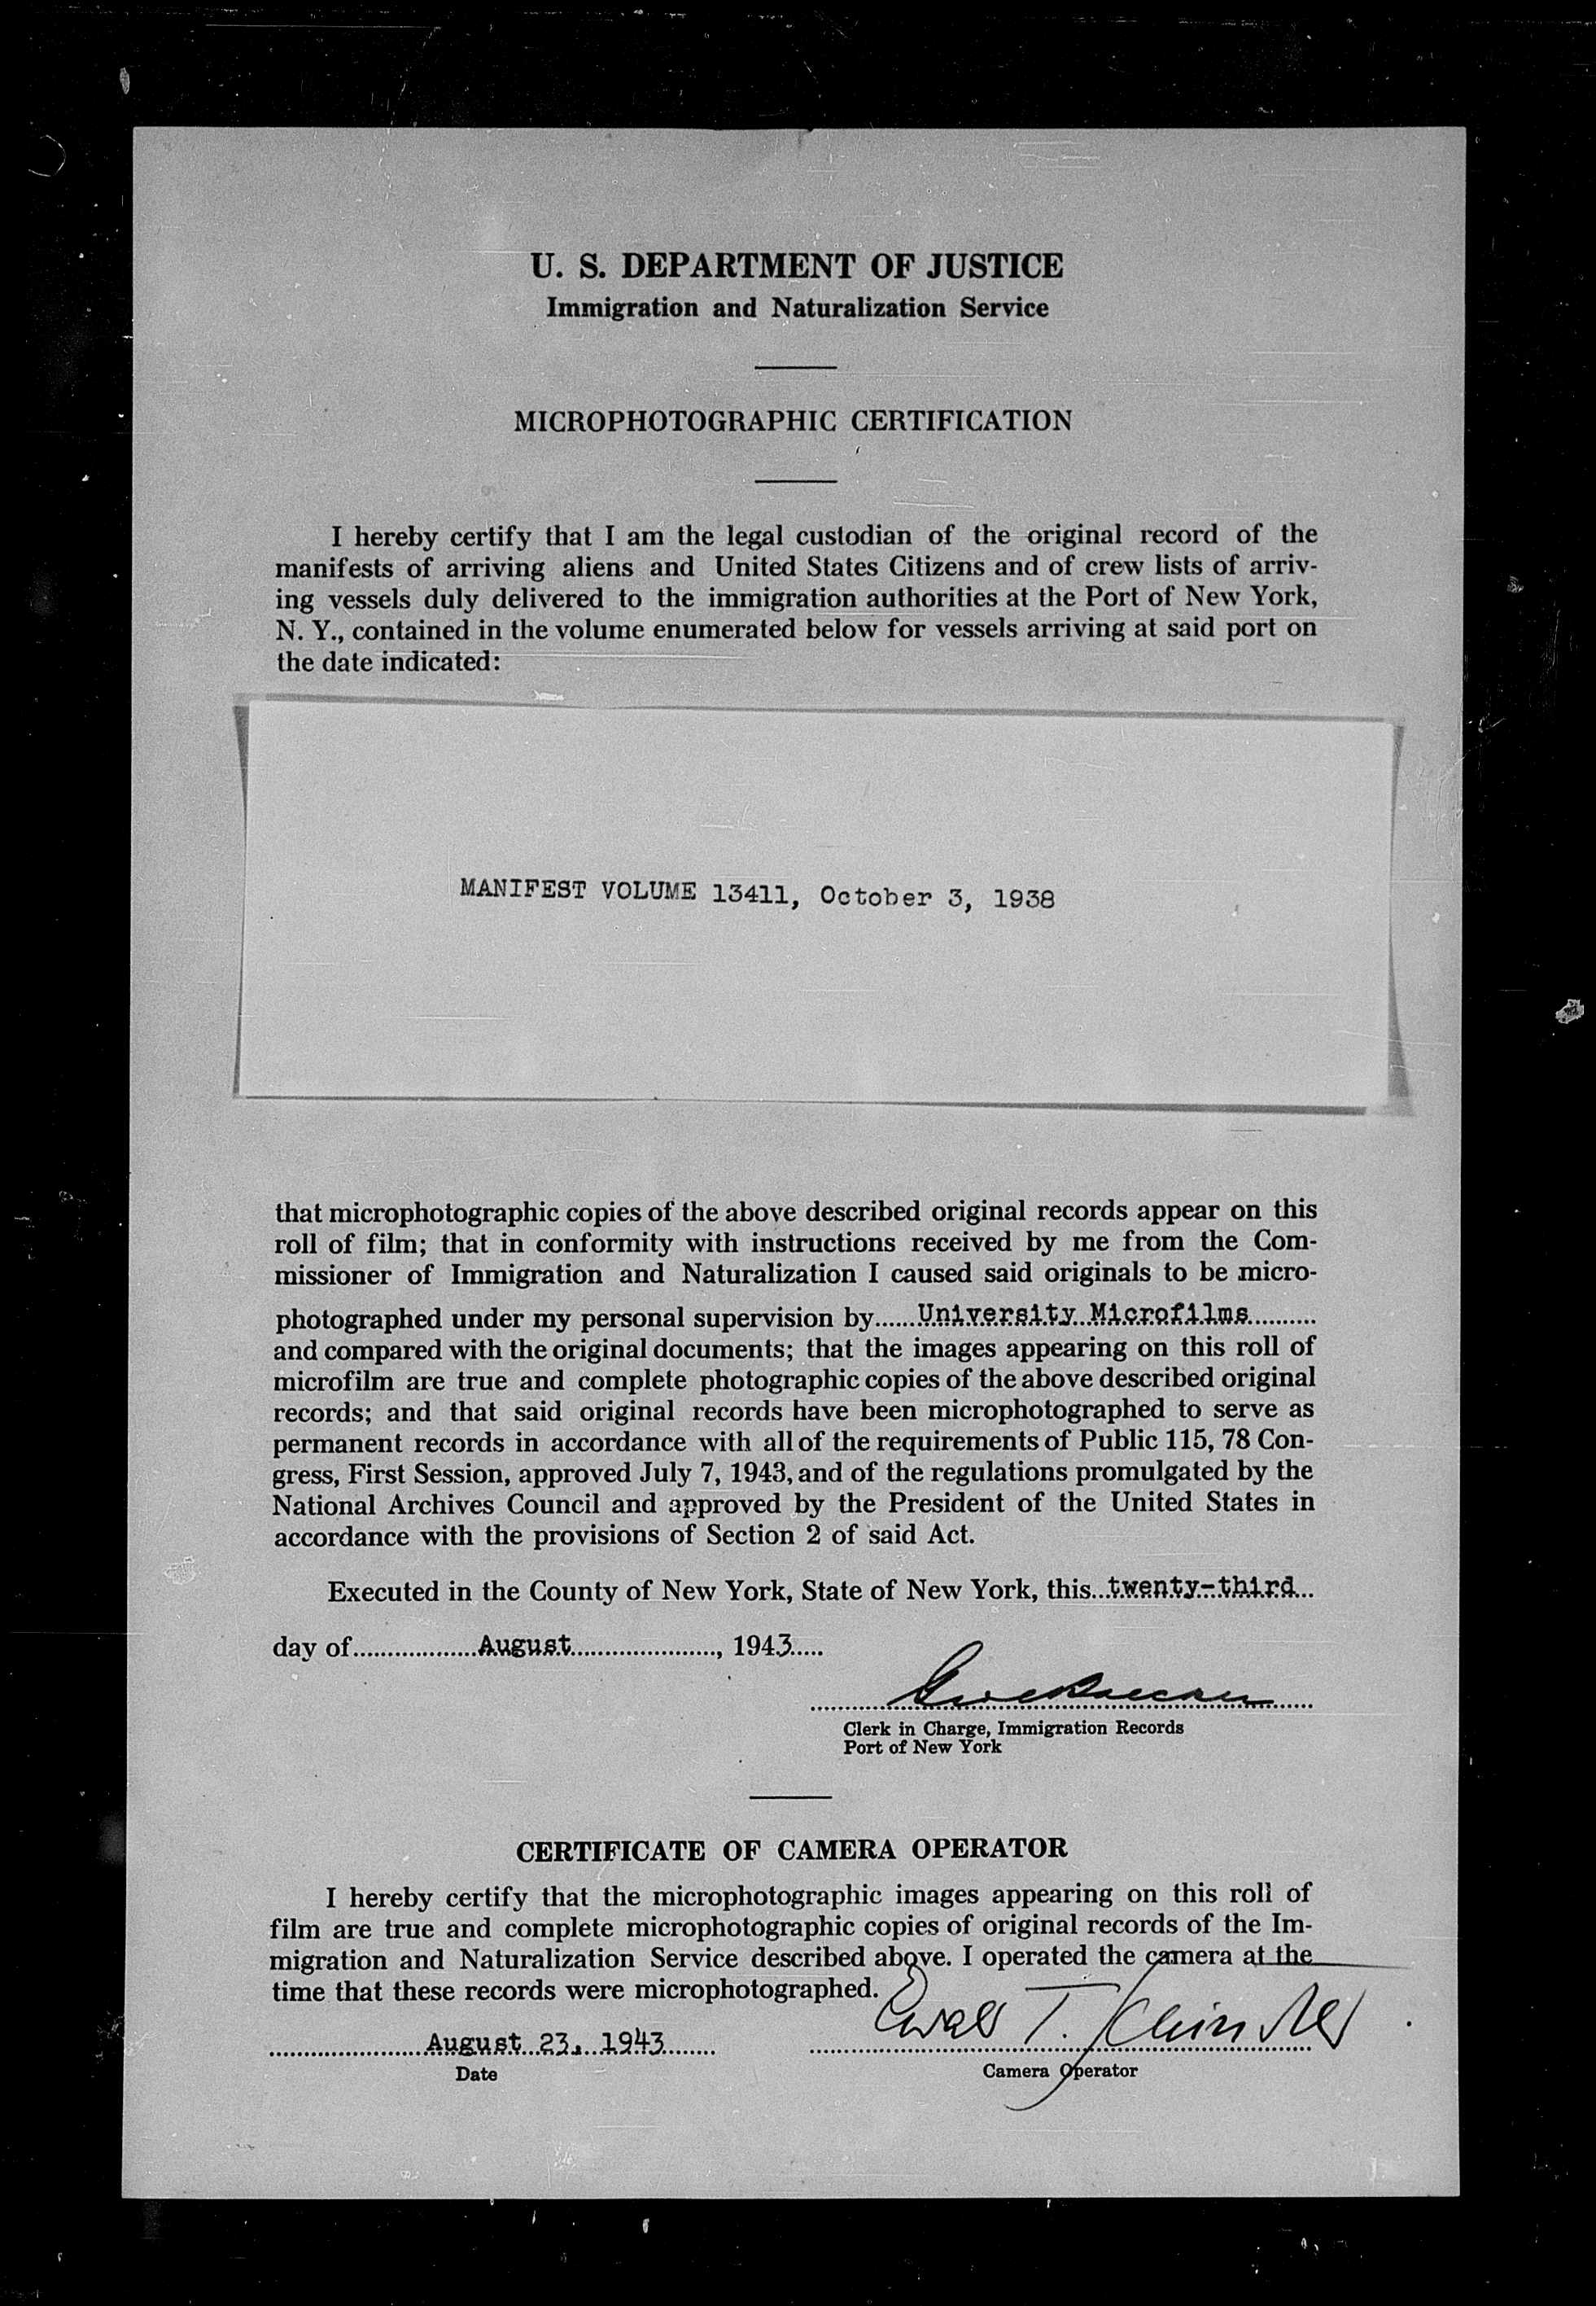 U. S. DEPARTMENT OF JUSTICE
Immigration and Naturalization Service
MICROPHOTOGRAPHIC CERTIFICATION
I hereby certify that I am the legal custodian of the original record of the
manifests of arriving aliens and United States Citizens and of crew lists of arriv-
ing vessels duly delivered to the immigration authorities at the Port of New York,
N. Y., contained in the volume enumerated below for vessels arriving at said port on
the date indicated:
MANIFEST VOLUME 13411, October 3, 1938
that microphotographic copies of the above described original records appear on this
roll of film; that in conformity with instructions received by me from the Com-
missioner of Immigration and Naturalization I caused said originals to be micro-
photographed under my personal supervision by......University Microfilms..........
and compared with the original documents; that the images appearing on this roll of
microfilm are true and complete photographic copies of the above described original
records; and that said original records have been microphotographed to serve as
permanent records in accordance with all of the requirements of Public 115, 78 Con-
gress, First Session, approved July 7, 1943, and of the regulations promulgated by the
National Archives Council and approved by the President of the United States in
accordance with the provisions of Section 2 of said Act.
Executed in the County of New York, State of New York, this...twenty-third...
day of...................August......................, 1943.....
Clerk in Charge, Immigration Records
Port of New York
CERTIFICATE OF CAMERA OPERATOR
I hereby certify that the microphotographic images appearing on this roll of
film are true and complete microphotographic copies of original records of the Im-
migration and Naturalization Service described above. I operated the camera at the
time that these records were microphotographed.
August 23, 1943
Date
Camera Operator